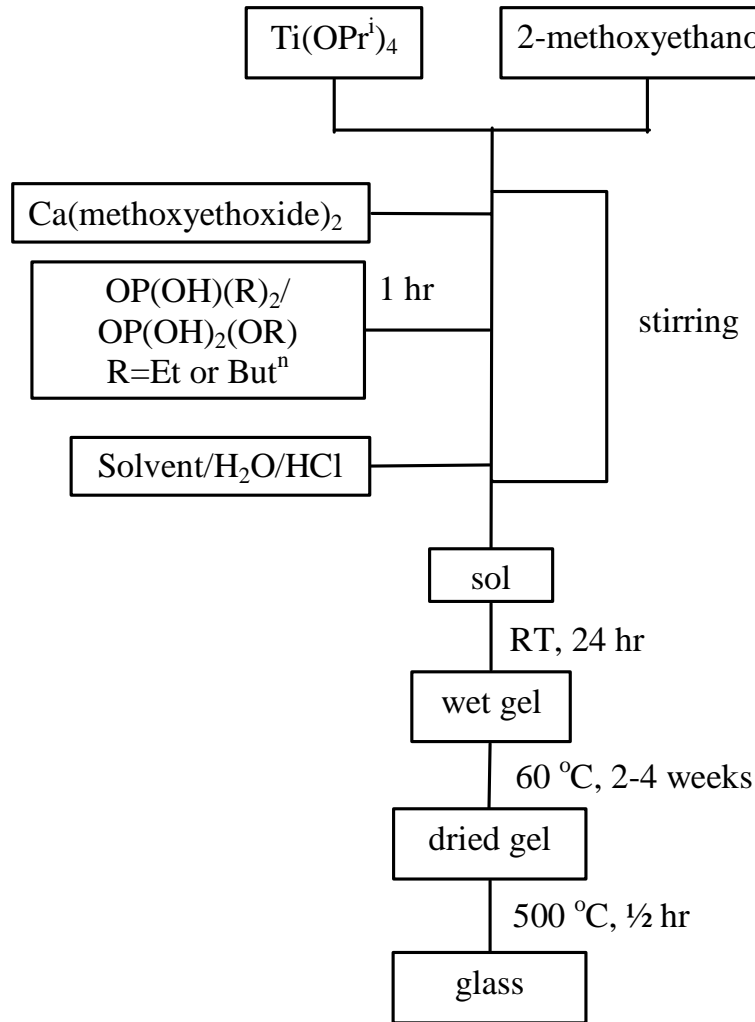 Ti(OPrⁱ)₄
2-methoxyethano
Ca(methoxyethoxide)₂
OP(OH)(R)₂/
OP(OH)₂(OR)
R=Et or Butⁿ
1 hr
stirring
Solvent/H₂O/HCl
sol
RT, 24 hr
wet gel
60 °C, 2-4 weeks
dried gel
500 °C, ½ hr
glass